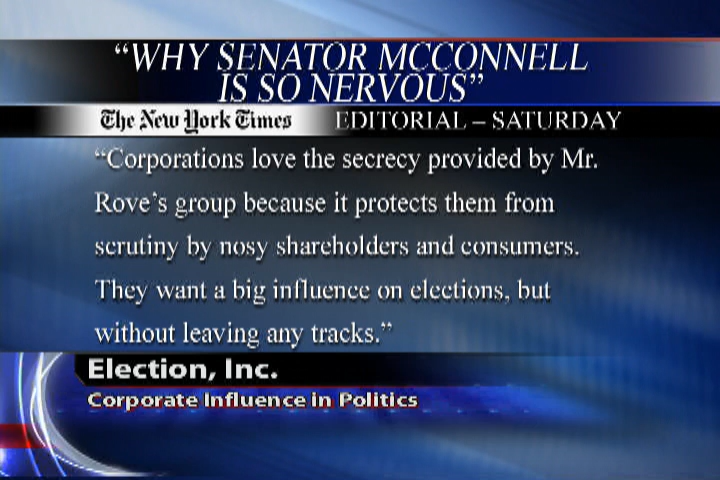 “WHY SENATOR MCCONNELL
IS SO NERVOUS”
The New York Times EDITORIAL – SATURDAY
“Corporations love the secrecy provided by Mr.
Rove’s group because it protects them from
scrutiny by nosy shareholders and consumers.
They want a big influence on elections, but
without leaving any tracks.”
Election, Inc.
Corporate Influence in Politics